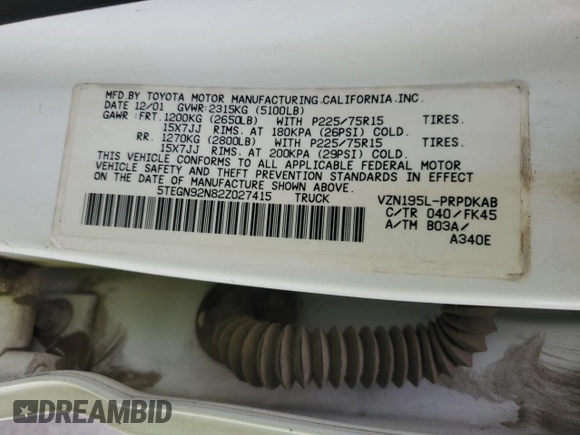 MFD.BY TOYOTA MOTOR MANUFACTURING.CALIFORNIA.INC.
DATE 12/01 GVWR:2315KG (5100LB)
GAWR:FRT.1200KG (2650LB) WITH P225/75R15 TIRES.
15X7JJ RIMS. AT 180KPA (26PSI) COLD.
RR. 1270KG (2800LB) WITH P225/75R15 TIRES.
15X7JJ RIMS. AT 200KPA (29PSI) COLD.
THIS VEHICLE CONFORMS TO ALL APPLICABLE FEDERAL MOTOR
VEHICLE SAFETY STANDARDS IN EFFECT ON THE DATE OF
MANUFACTURE SHOWN ABOVE.
5TEGN92N82Z027415 TRUCK
VZN195L-PRPDKAB
C/TR 040/FK45
A/TM B03A/
A340E
DREAMBID